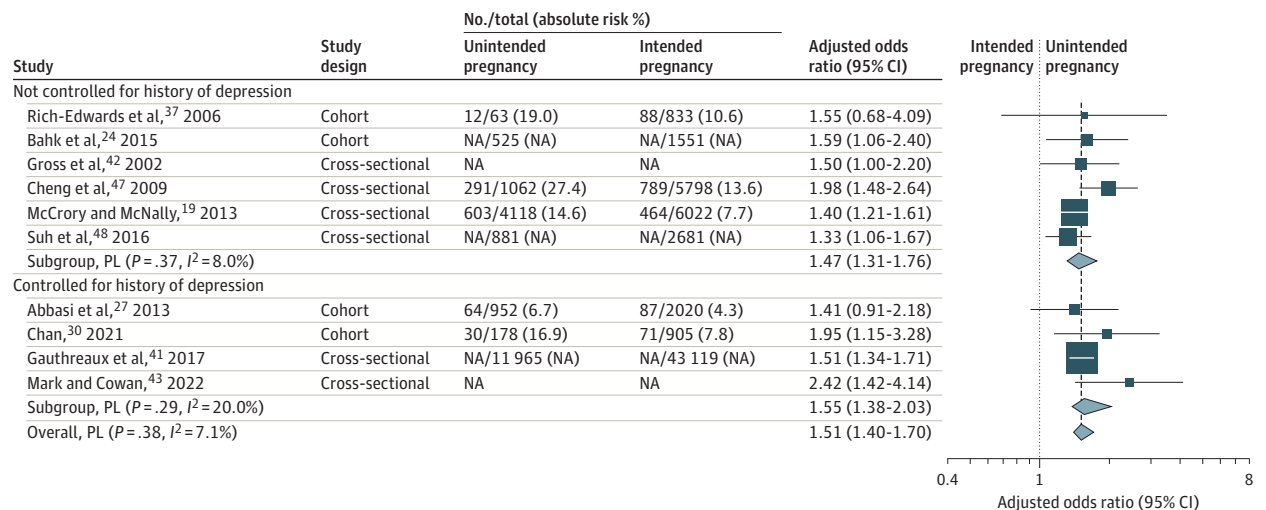 No./total (absolute risk %)
Study Study design Unintended pregnancy Intended pregnancy Adjusted odds ratio (95% CI) Intended pregnancy Unintended pregnancy
Not controlled for history of depression
Rich-Edwards et al,37 2006 Cohort 12/63 (19.0) 88/833 (10.6) 1.55 (0.68-4.09)
Bahk et al,24 2015 Cohort NA/525 (NA) NA/1551 (NA) 1.59 (1.06-2.40)
Gross et al,42 2002 Cross-sectional NA NA 1.50 (1.00-2.20)
Cheng et al,47 2009 Cross-sectional 291/1062 (27.4) 789/5798 (13.6) 1.98 (1.48-2.64)
McCrory and McNally,19 2013 Cross-sectional 603/4118 (14.6) 464/6022 (7.7) 1.40 (1.21-1.61)
Suh et al,48 2016 Cross-sectional NA/881 (NA) NA/2681 (NA) 1.33 (1.06-1.67)
Subgroup, PL (P = .37, I2 = 8.0%) 1.47 (1.31-1.76)
Controlled for history of depression
Abbasi et al,27 2013 Cohort 64/952 (6.7) 87/2020 (4.3) 1.41 (0.91-2.18)
Chan,30 2021 Cohort 30/178 (16.9) 71/905 (7.8) 1.95 (1.15-3.28)
Gauthreaux et al,41 2017 Cross-sectional NA/11 965 (NA) NA/43 119 (NA) 1.51 (1.34-1.71)
Mark and Cowan,43 2022 Cross-sectional NA NA 2.42 (1.42-4.14)
Subgroup, PL (P = .29, I2 = 20.0%) 1.55 (1.38-2.03)
Overall, PL (P = .38, I2 = 7.1%) 1.51 (1.40-1.70)
0.4 1 8
Adjusted odds ratio (95% CI)